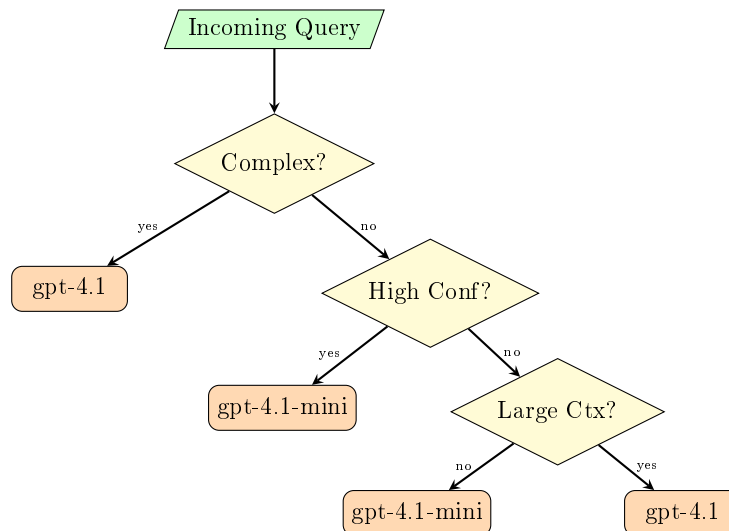 Incoming Query
Complex?
yes
no
gpt-4.1
High Conf?
yes
no
gpt-4.1-mini
Large Ctx?
no
yes
gpt-4.1-mini
gpt-4.1